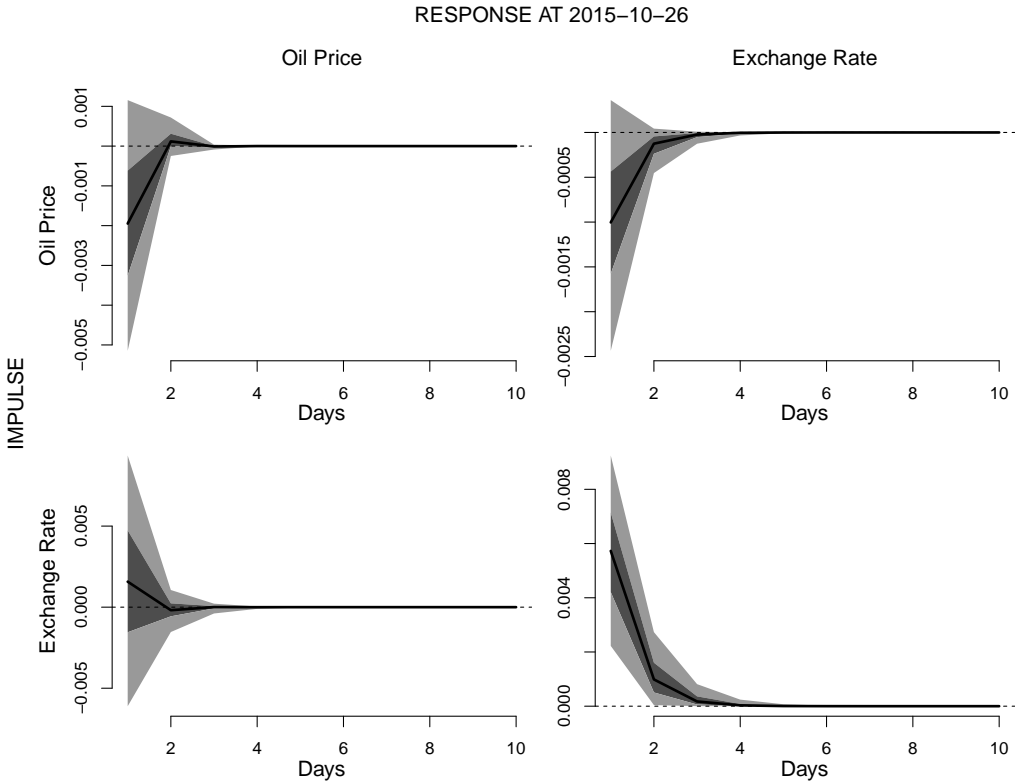 RESPONSE AT 2015−10−26
Oil Price
Exchange Rate
IMPULSE
Oil Price
0.001
−0.001
−0.003
−0.005
2 4 6 8 10
Days
−0.0005
−0.0015
−0.0025
2 4 6 8 10
Days
Exchange Rate
0.005
0.000
−0.005
2 4 6 8 10
Days
0.008
0.004
0.000
2 4 6 8 10
Days